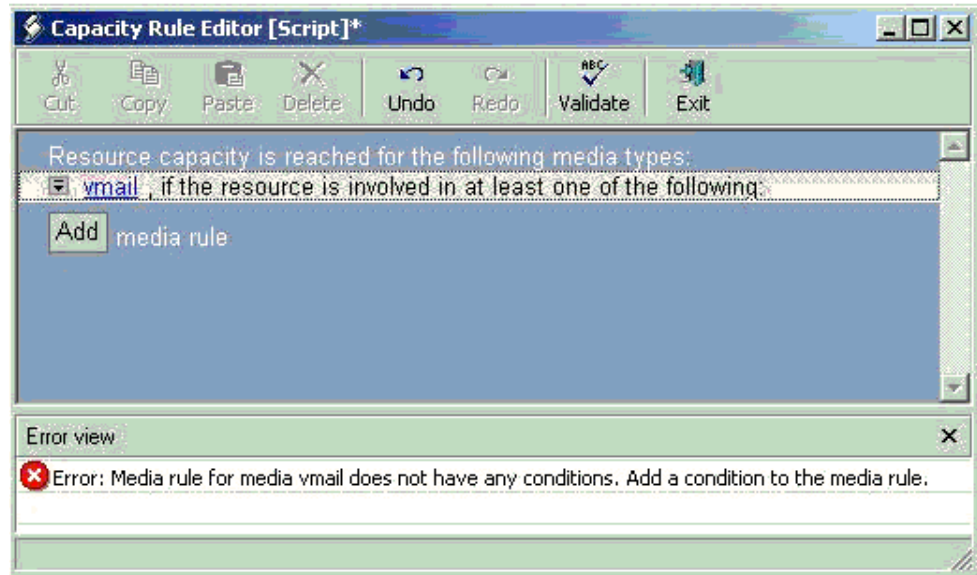 Capacity Rule Editor [Script]*
Cut Copy Paste Delete Undo Redo ABC Validate Exit
Resource capacity is reached for the following media types:
vmail , if the resource is involved in at least one of the following:
Add media rule
Error view
Error: Media rule for media vmail does not have any conditions. Add a condition to the media rule.